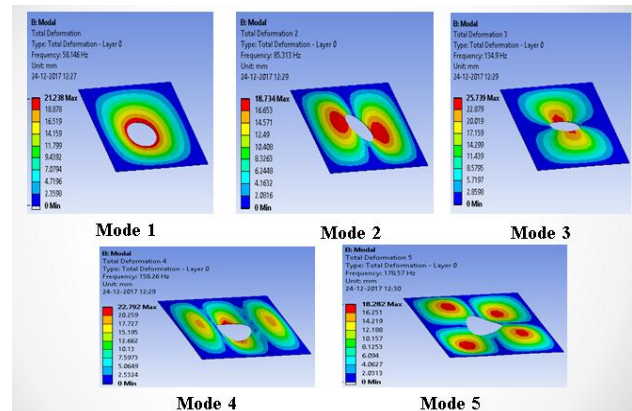 B: Modal
Total Deformation
Type: Total Deformation - Layer 0
Frequency: 58.146 Hz
Unit: mm
24-12-2017 12:27
21.238 Max
18.878
16.519
14.159
11.799
9.4392
7.0794
4.7196
2.3598
0 Min
Mode 1
B: Modal
Total Deformation 2
Type: Total Deformation - Layer 0
Frequency: 85.313 Hz
Unit: mm
24-12-2017 12:29
18.734 Max
16.653
14.571
12.49
10.408
8.3263
6.2448
4.1632
2.0816
0 Min
Mode 2
B: Modal
Total Deformation 3
Type: Total Deformation - Layer 0
Frequency: 134.9 Hz
Unit: mm
24-12-2017 12:29
25.739 Max
22.879
20.019
17.159
14.299
11.439
8.5795
5.7197
2.8598
0 Min
Mode 3
B: Modal
Total Deformation 4
Type: Total Deformation - Layer 0
Frequency: 158.26 Hz
Unit: mm
24-12-2017 12:29
22.792 Max
20.259
17.727
15.195
12.662
10.13
7.5973
5.0649
2.5324
0 Min
Mode 4
B: Modal
Total Deformation 5
Type: Total Deformation - Layer 0
Frequency: 178.57 Hz
Unit: mm
24-12-2017 12:30
18.282 Max
16.251
14.219
12.188
10.157
8.1253
6.094
4.0627
2.0313
0 Min
Mode 5